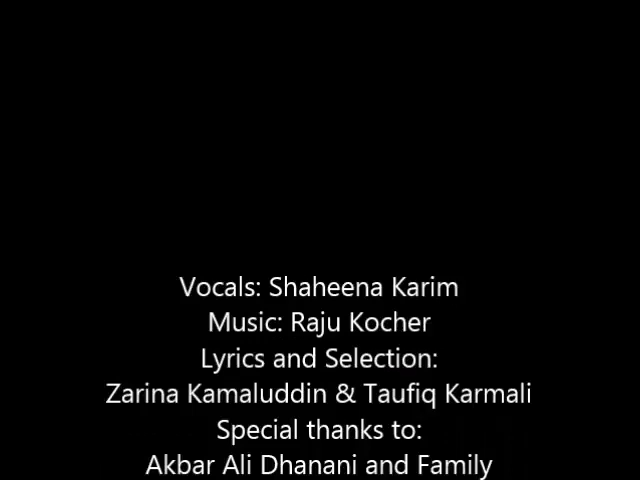 Vocals: Shaheena Karim
Music: Raju Kocher
Lyrics and Selection:
Zarina Kamaluddin & Taufiq Karmali
Special thanks to:
Akbar Ali Dhanani and Family